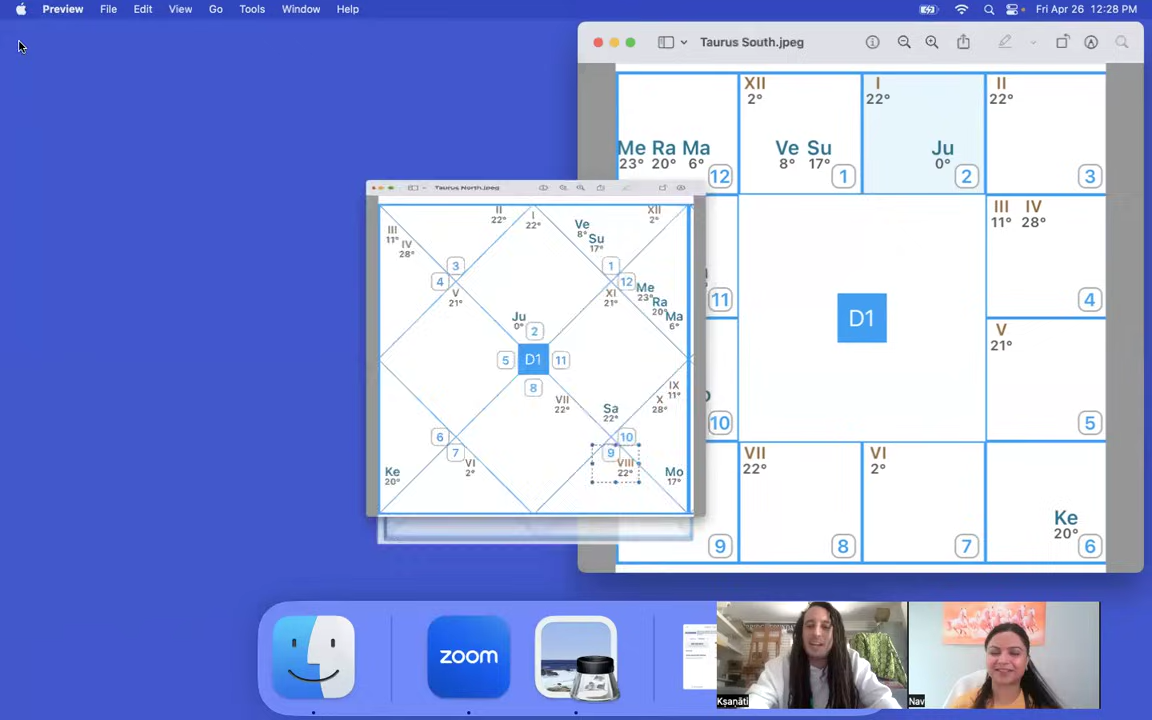 Preview File Edit View Go Tools Window Help Fri Apr 26 12:28 PM
Taurus South.jpeg
XII
2°
I
22°
II
22°
Me Ra Ma
23° 20° 6°
12
Ve Su
8° 17°
1
Ju
0°
2
3
III IV
11° 28°
11
4
D1
V
21°
10
5
VII
22°
VI
2°
Ke
20°
9
8
7
6
Taurus North.jpeg
II
22°
I
22°
XII
2°
III
11°
IV
28°
Ve
8°
Su
17°
3
4
1
12
V
21°
XI
21°
Me
23°
Ra
20°
Ma
6°
Ju
0°
2
5
D1
11
8
IX
11°
VII
22°
Sa
22°
X
28°
6
7
10
9
VI
2°
VIII
22°
Ke
20°
Mo
17°
zoom
Kṣaṇāti
Nav